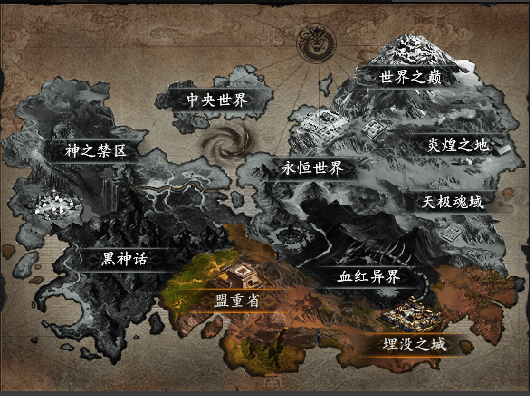 世界之巅
中央世界
炎煌之地
神之禁区
永恒世界
天极魂域
黑神话
血红异界
盟重省
埋没之城